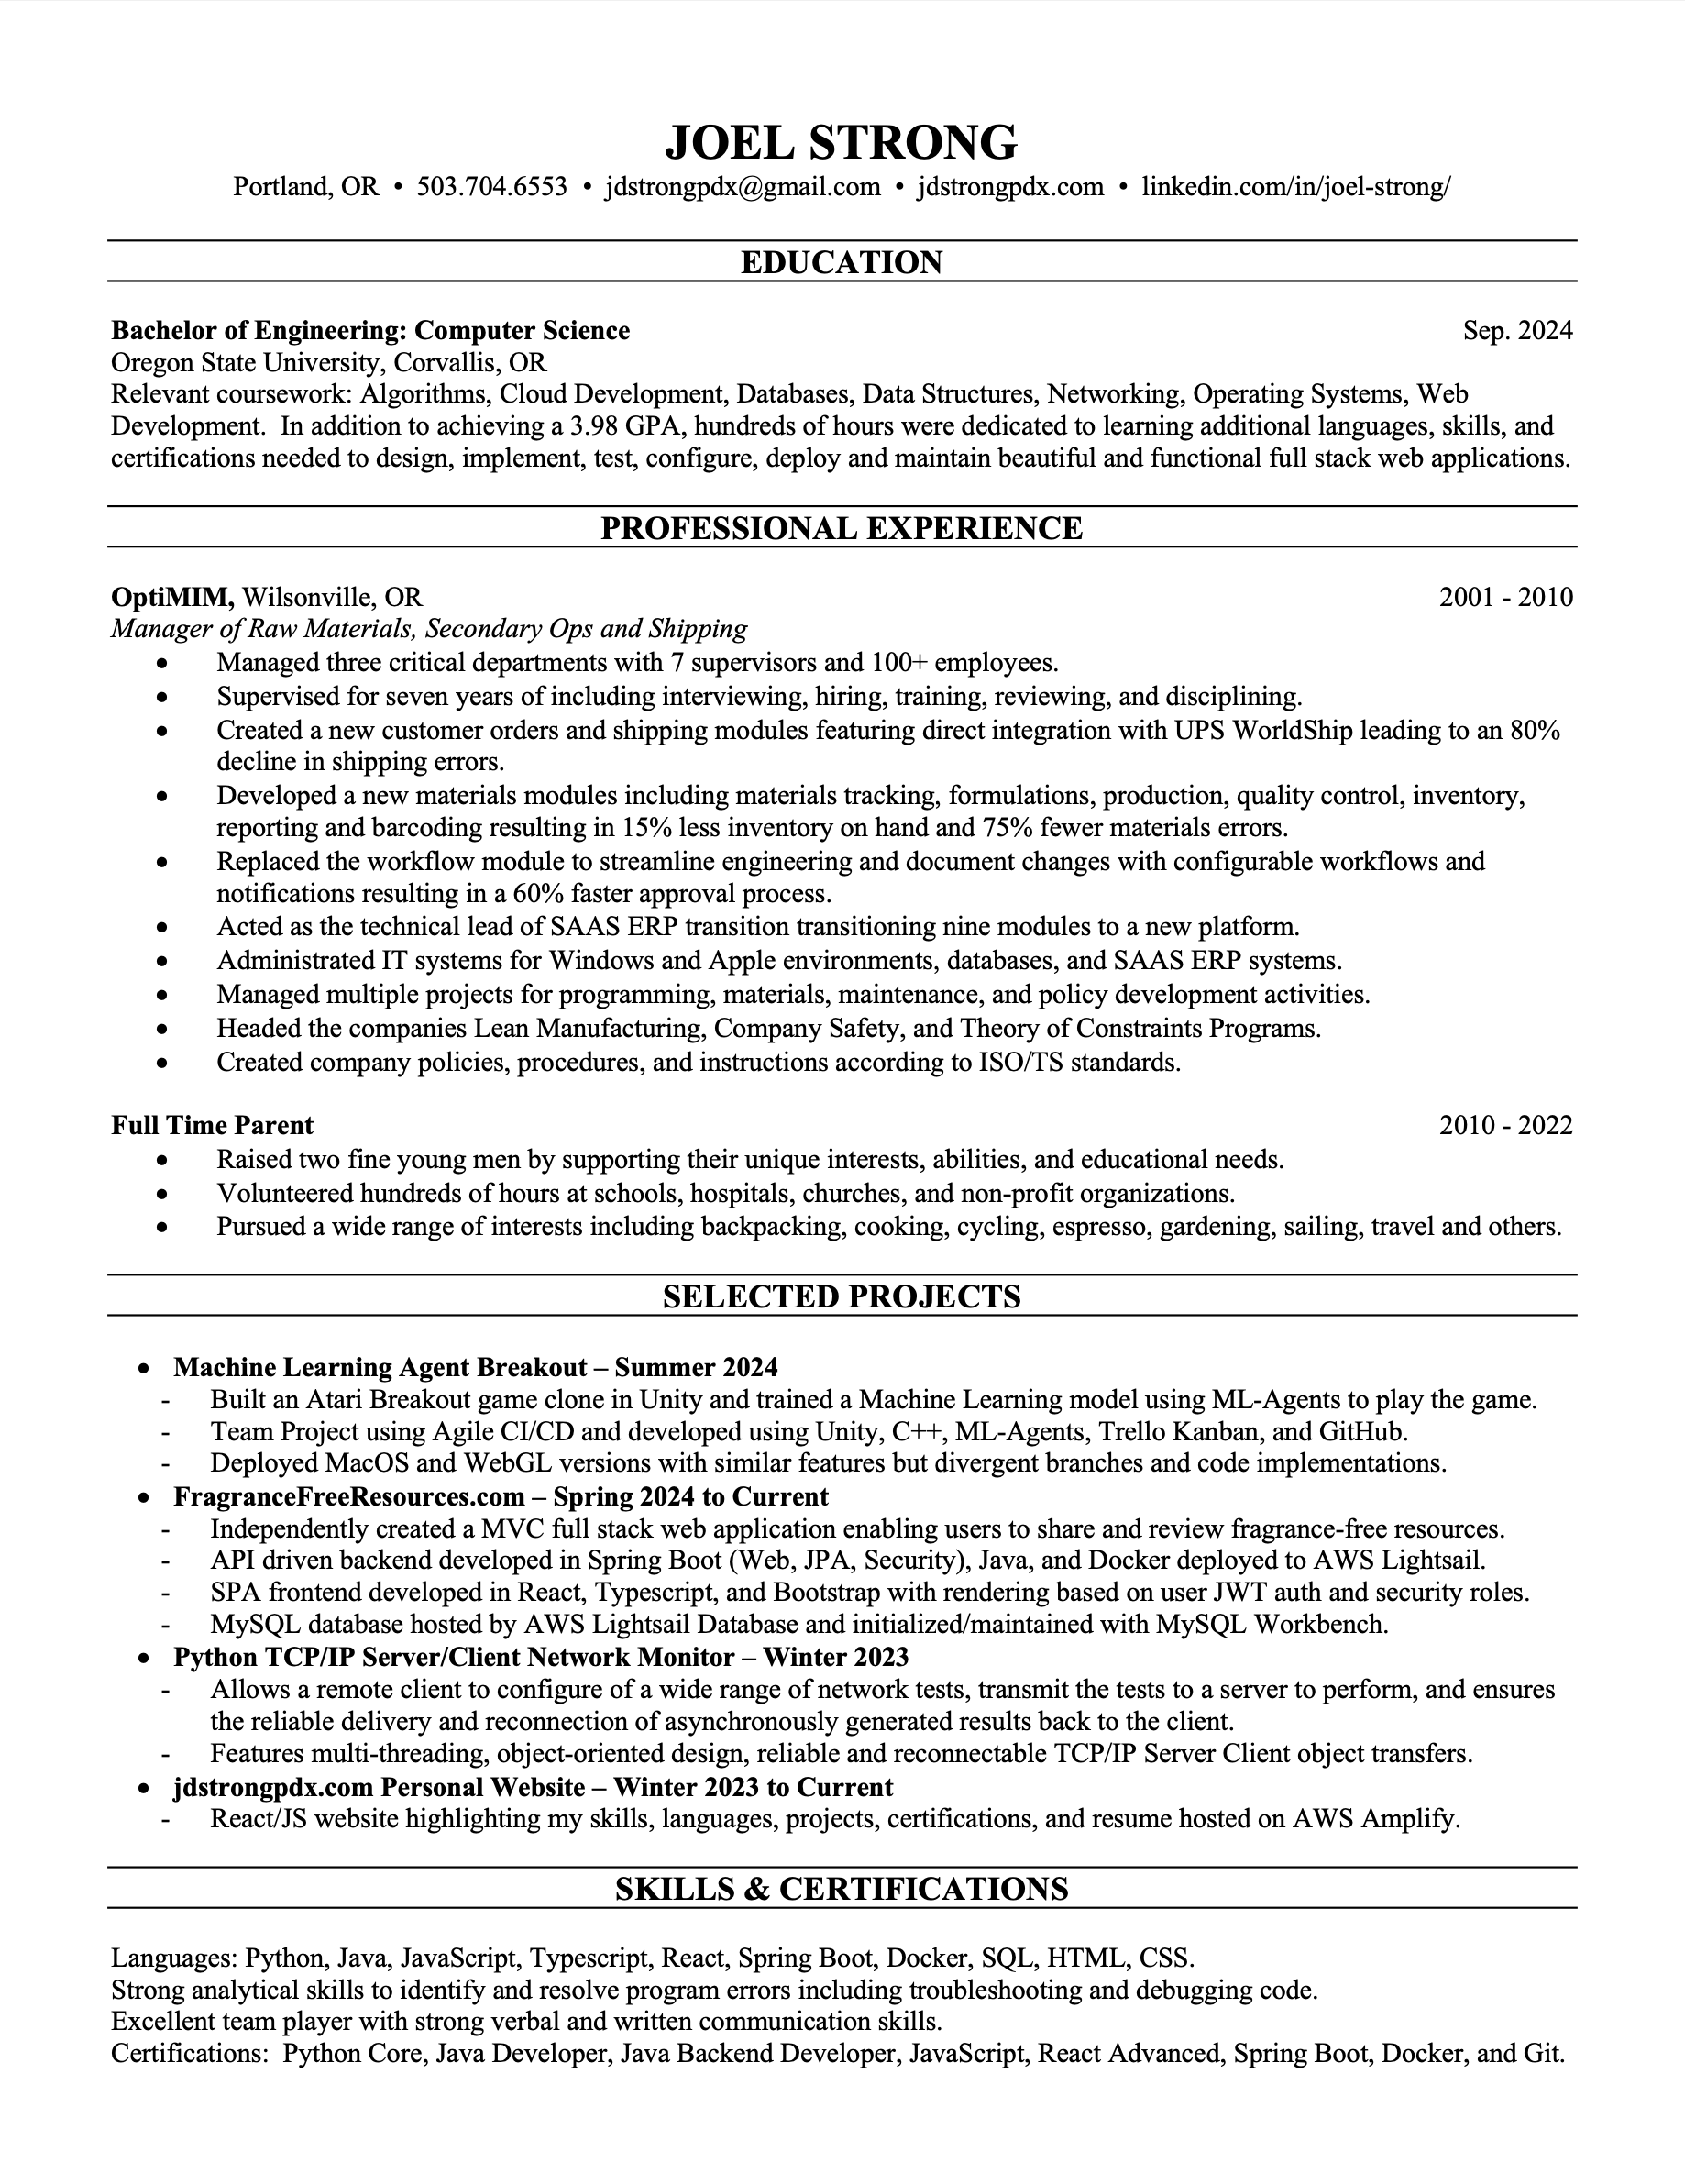 JOEL STRONG
Portland, OR • 503.704.6553 • jdstrongpdx@gmail.com • jdstrongpdx.com • linkedin.com/in/joel-strong/
EDUCATION
Bachelor of Engineering: Computer Science Sep. 2024
Oregon State University, Corvallis, OR
Relevant coursework: Algorithms, Cloud Development, Databases, Data Structures, Networking, Operating Systems, Web
Development.  In addition to achieving a 3.98 GPA, hundreds of hours were dedicated to learning additional languages, skills, and
certifications needed to design, implement, test, configure, deploy and maintain beautiful and functional full stack web applications.
PROFESSIONAL EXPERIENCE
OptiMIM, Wilsonville, OR 2001 - 2010
Manager of Raw Materials, Secondary Ops and Shipping
• Managed three critical departments with 7 supervisors and 100+ employees.
• Supervised for seven years of including interviewing, hiring, training, reviewing, and disciplining.
• Created a new customer orders and shipping modules featuring direct integration with UPS WorldShip leading to an 80%
decline in shipping errors.
• Developed a new materials modules including materials tracking, formulations, production, quality control, inventory,
reporting and barcoding resulting in 15% less inventory on hand and 75% fewer materials errors.
• Replaced the workflow module to streamline engineering and document changes with configurable workflows and
notifications resulting in a 60% faster approval process.
• Acted as the technical lead of SAAS ERP transition transitioning nine modules to a new platform.
• Administrated IT systems for Windows and Apple environments, databases, and SAAS ERP systems.
• Managed multiple projects for programming, materials, maintenance, and policy development activities.
• Headed the companies Lean Manufacturing, Company Safety, and Theory of Constraints Programs.
• Created company policies, procedures, and instructions according to ISO/TS standards.
Full Time Parent 2010 - 2022
• Raised two fine young men by supporting their unique interests, abilities, and educational needs.
• Volunteered hundreds of hours at schools, hospitals, churches, and non-profit organizations.
• Pursued a wide range of interests including backpacking, cooking, cycling, espresso, gardening, sailing, travel and others.
SELECTED PROJECTS
• Machine Learning Agent Breakout – Summer 2024
- Built an Atari Breakout game clone in Unity and trained a Machine Learning model using ML-Agents to play the game.
- Team Project using Agile CI/CD and developed using Unity, C++, ML-Agents, Trello Kanban, and GitHub.
- Deployed MacOS and WebGL versions with similar features but divergent branches and code implementations.
• FragranceFreeResources.com – Spring 2024 to Current
- Independently created a MVC full stack web application enabling users to share and review fragrance-free resources.
- API driven backend developed in Spring Boot (Web, JPA, Security), Java, and Docker deployed to AWS Lightsail.
- SPA frontend developed in React, Typescript, and Bootstrap with rendering based on user JWT auth and security roles.
- MySQL database hosted by AWS Lightsail Database and initialized/maintained with MySQL Workbench.
• Python TCP/IP Server/Client Network Monitor – Winter 2023
- Allows a remote client to configure of a wide range of network tests, transmit the tests to a server to perform, and ensures
the reliable delivery and reconnection of asynchronously generated results back to the client.
- Features multi-threading, object-oriented design, reliable and reconnectable TCP/IP Server Client object transfers.
• jdstrongpdx.com Personal Website – Winter 2023 to Current
- React/JS website highlighting my skills, languages, projects, certifications, and resume hosted on AWS Amplify.
SKILLS & CERTIFICATIONS
Languages: Python, Java, JavaScript, Typescript, React, Spring Boot, Docker, SQL, HTML, CSS.
Strong analytical skills to identify and resolve program errors including troubleshooting and debugging code.
Excellent team player with strong verbal and written communication skills.
Certifications:  Python Core, Java Developer, Java Backend Developer, JavaScript, React Advanced, Spring Boot, Docker, and Git.